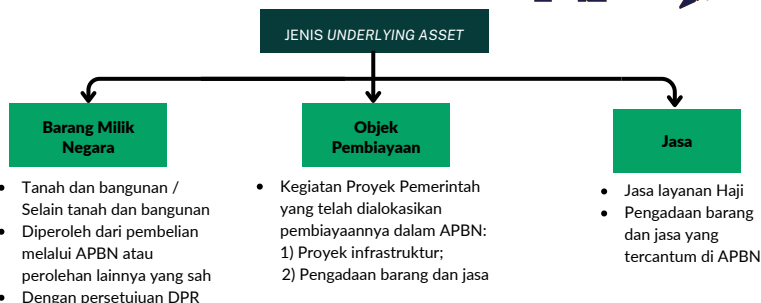 JENIS UNDERLYING ASSET
Barang Milik
Negara
• Tanah dan bangunan /
Selain tanah dan bangunan
• Diperoleh dari pembelian
melalui APBN atau
perolehan lainnya yang sah
• Dengan persetujuan DPR
Objek
Pembiayaan
• Kegiatan Proyek Pemerintah
yang telah dialokasikan
pembiayaannya dalam APBN:
1) Proyek infrastruktur;
2) Pengadaan barang dan jasa
Jasa
• Jasa layanan Haji
• Pengadaan barang
dan jasa yang
tercantum di APBN